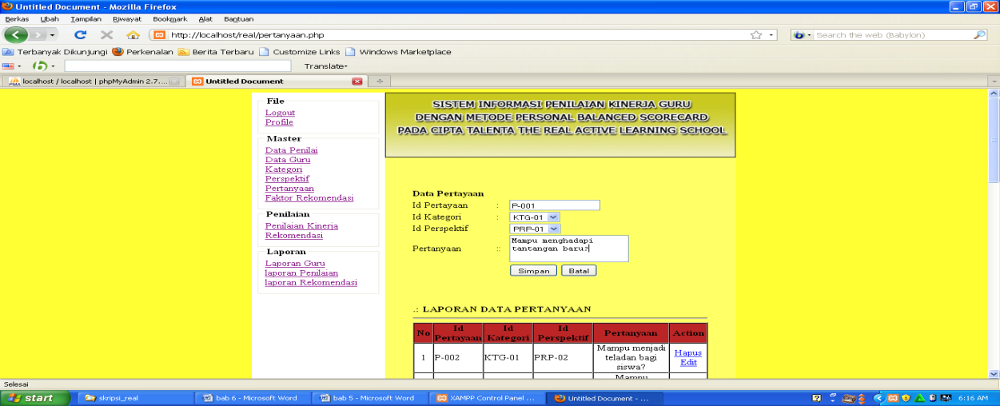 Untitled Document - Mozilla Firefox
Berkas Ubah Tampilan Riwayat Bookmark Alat Bantuan
http://localhost/real/pertanyaan.php
Search the web (Babylon)
Terbanyak Dikunjungi Perkenalan Berita Terbaru Customize Links Windows Marketplace
Translate
localhost / localhost | phpMyAdmin 2.7.... Untitled Document
File
Logout
Profile
Master
Data Penilai
Data Guru
Kategori
Perspektif
Pertanyaan
Faktor Rekomendasi
Penilaian
Penilaian Kinerja
Rekomendasi
Laporan
Laporan Guru
laporan Penilaian
laporan Rekomendasi
SISTEM INFORMASI PENILAIAN KINERJA GURU
DENGAN METODE PERSONAL BALANCED SCORECARD
PADA CIPTA TALENTA THE REAL ACTIVE LEARNING SCHOOL
Data Pertayaan
Id Pertayaan : P-001
Id Kategori : KTG-01
Id Perspektif PRP-01
Pertanyaan :: Mampu menghadapi
tantangan baru?
Simpan Batal
.: LAPORAN DATA PERTANYAAN
No Id Pertayaan Id Kategori Id Perspektif Pertanyaan Action
1 P-002 KTG-01 PRP-02 Mampu menjadi teladan bagi siswa? Hapus Edit
Mampu
Selesai
start skripsi_real bab 6 - Microsoft Word bab 5 - Microsoft Word XAMPP Control Panel ... Untitled Document - ... 6:16 AM